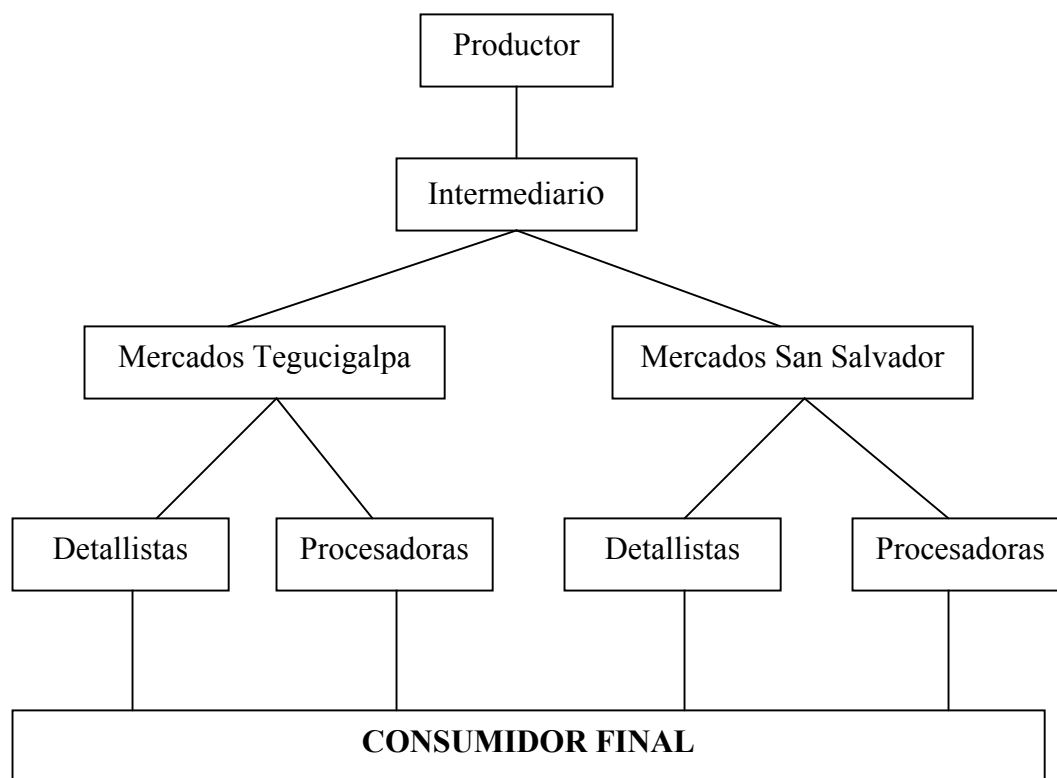 Productor
Intermediario
Mercados Tegucigalpa
Mercados San Salvador
Detallistas
Procesadoras
Detallistas
Procesadoras
CONSUMIDOR FINAL